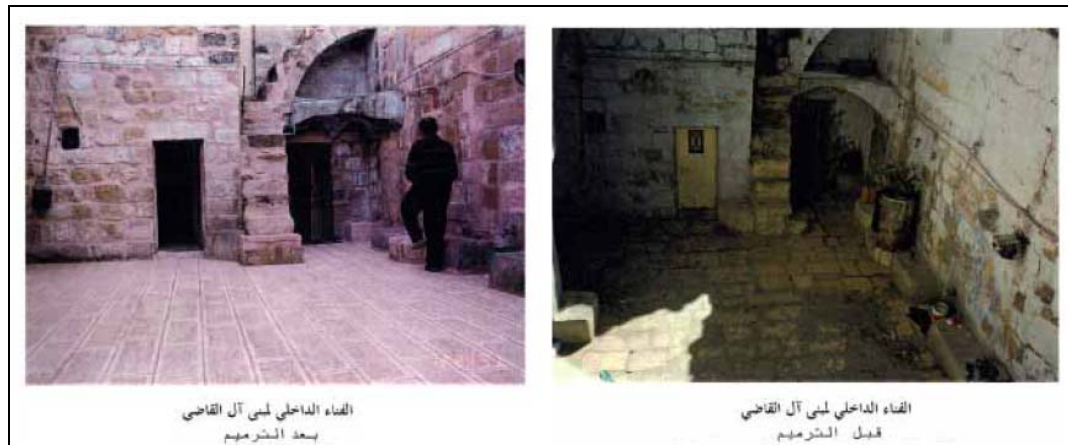 الفناء الداخلي لمبنى آل القاضي
قبل الترميم
الفناء الداخلي لمبنى آل القاضي
بعد الترميم